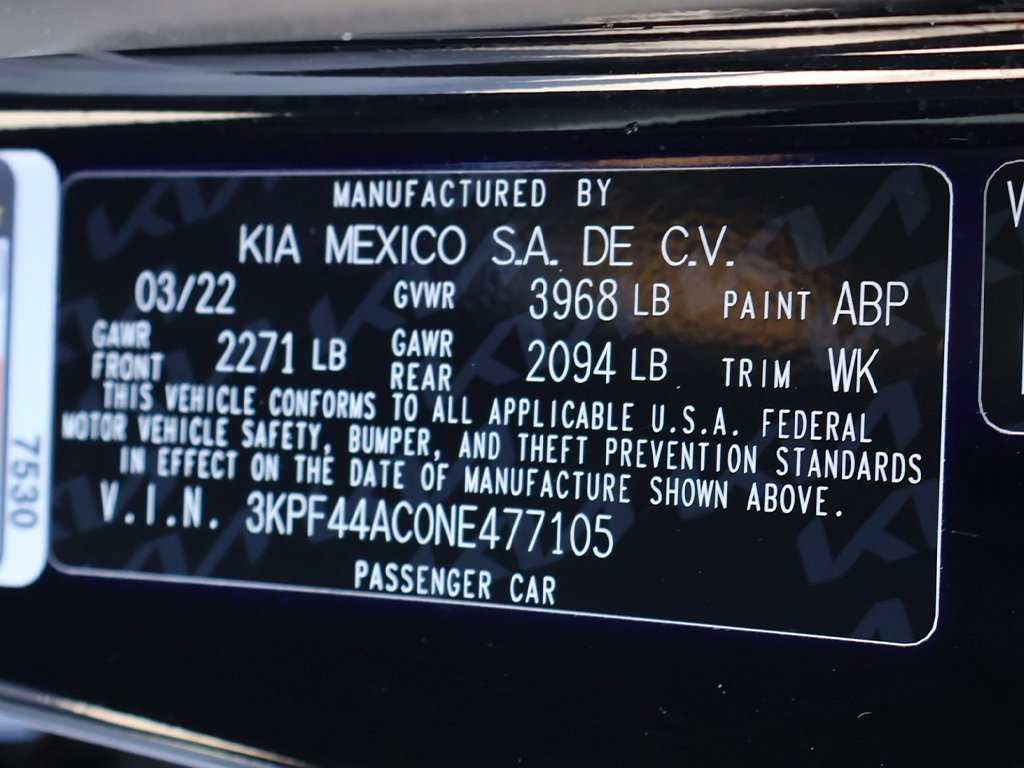 MANUFACTURED BY
KIA MEXICO S.A. DE C.V.
03/22 GVWR 3968 LB PAINT ABP
GAWR FRONT 2271 LB GAWR REAR 2094 LB TRIM WK
THIS VEHICLE CONFORMS TO ALL APPLICABLE U.S.A. FEDERAL
MOTOR VEHICLE SAFETY, BUMPER, AND THEFT PREVENTION STANDARDS
IN EFFECT ON THE DATE OF MANUFACTURE SHOWN ABOVE.
V.I.N. 3KPF44AC0NE477105
PASSENGER CAR
7530